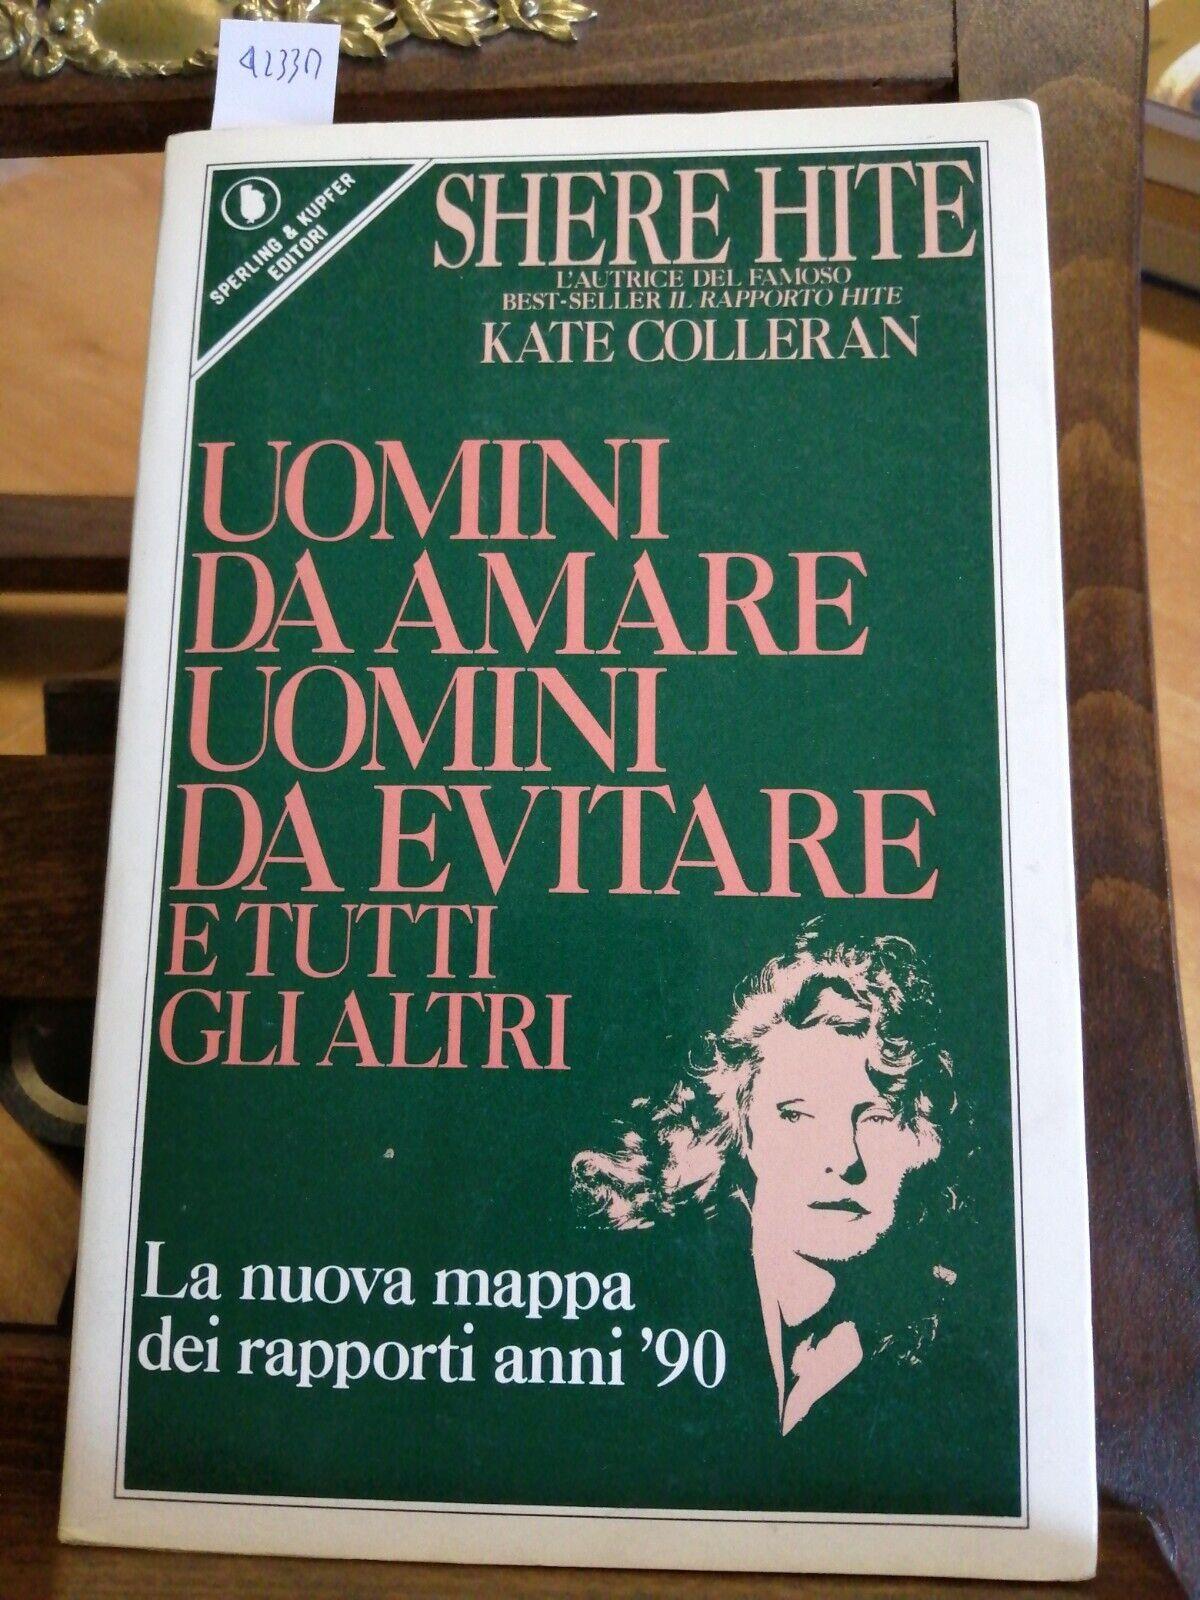 SPERLING & KUPFER
EDITORI
SHERE HITE
L'AUTRICE DEL FAMOSO
BEST-SELLER IL RAPPORTO HITE
KATE COLLERAN
UOMINI
DA AMARE
UOMINI
DA EVITARE
E TUTTI
GLI ALTRI
La nuova mappa
dei rapporti anni '90